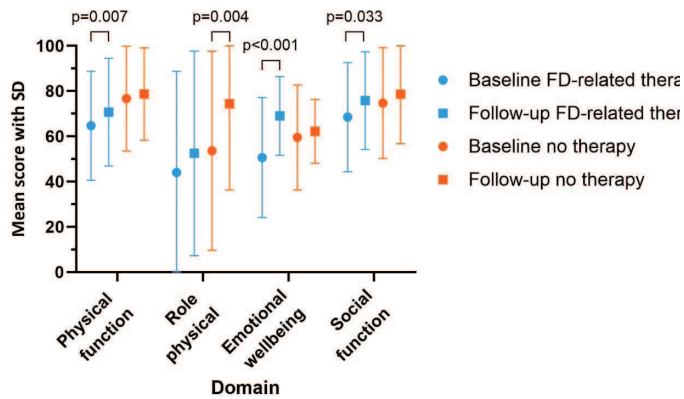 p=0.007
p=0.004
p<0.001
p=0.033
100
80
60
40
20
0
Mean score with SD
Physical
function
Role
physical
Emotional
wellbeing
Social
function
Domain
Baseline FD-related thera
Follow-up FD-related ther
Baseline no therapy
Follow-up no therapy